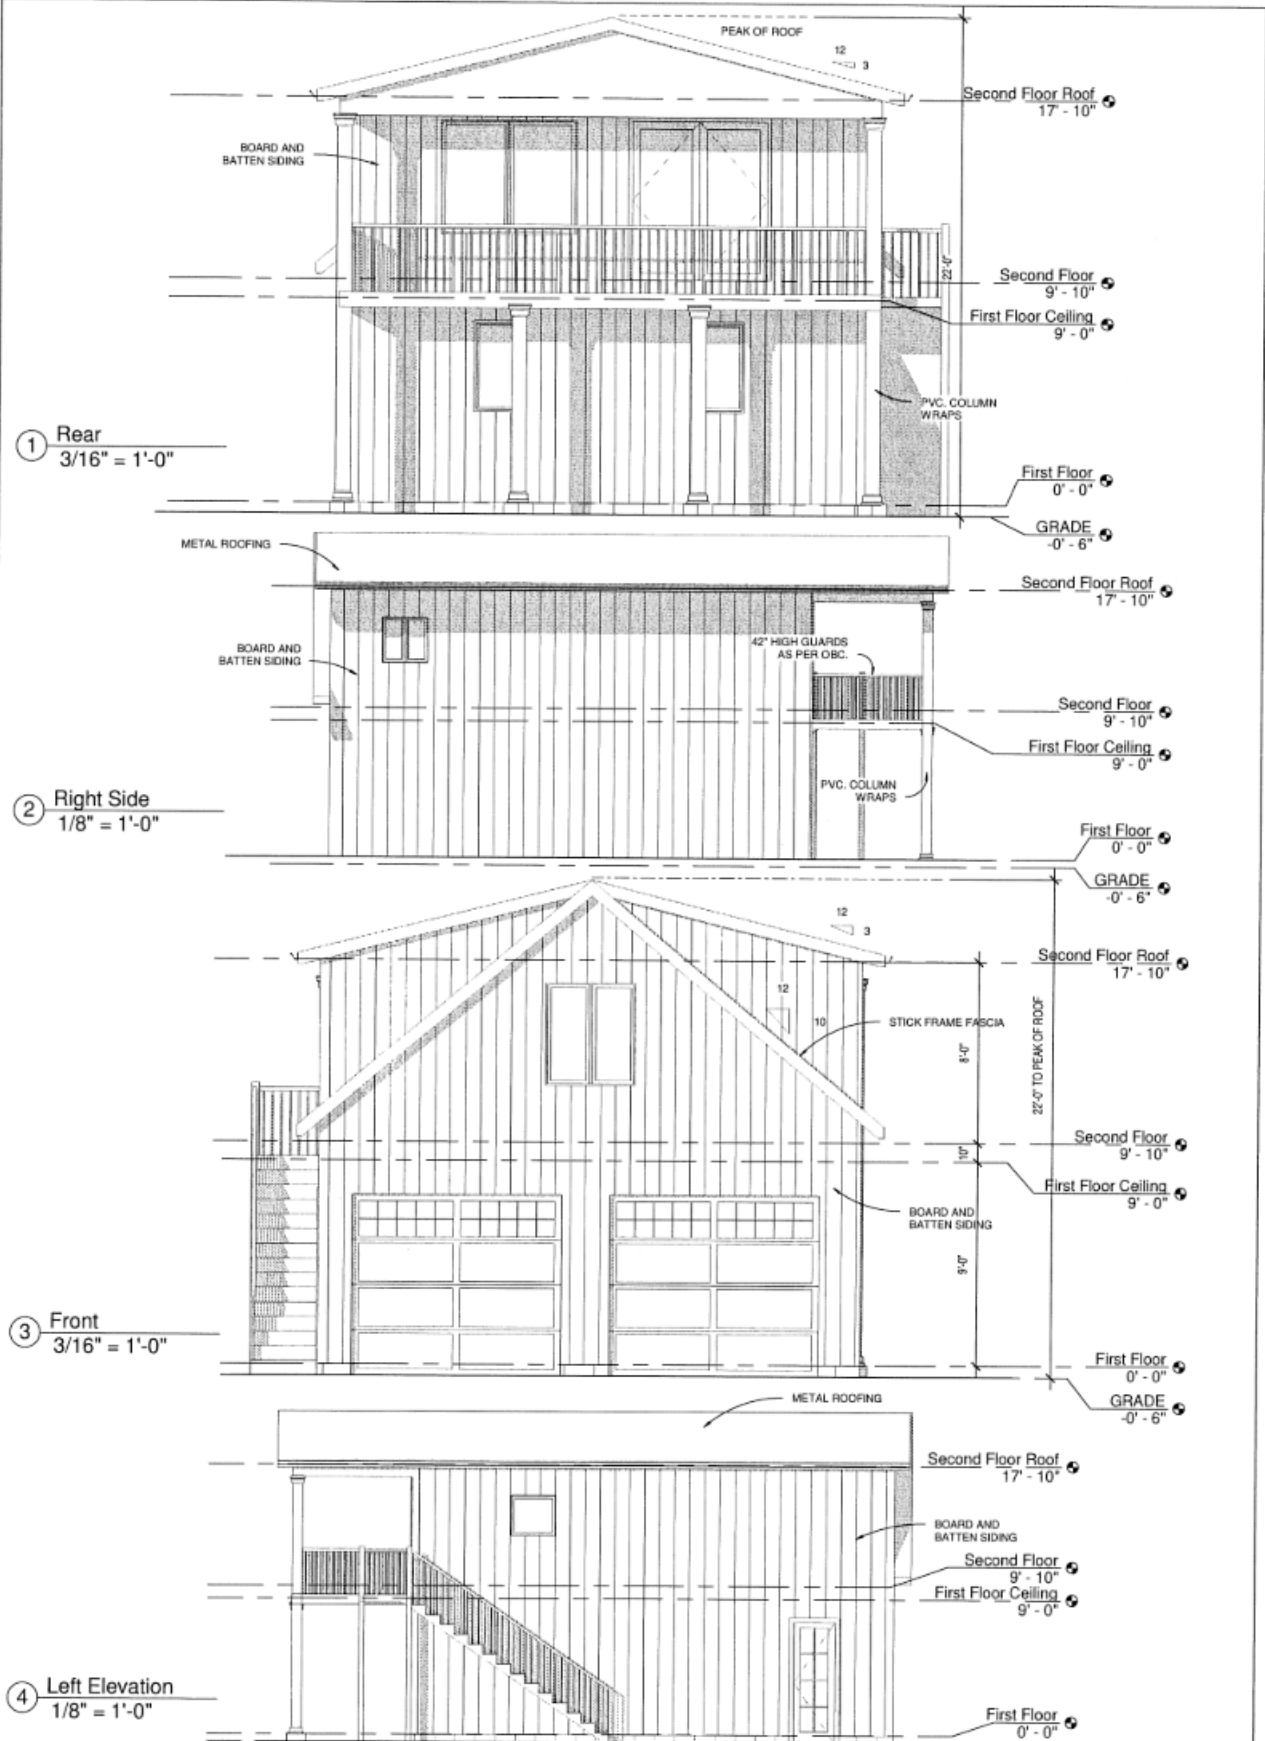 PEAK OF ROOF
12
3
Second Floor Roof
17' - 10"
BOARD AND
BATTEN SIDING
22'-0"
Second Floor
9' - 10"
First Floor Ceiling
9' - 0"
PVC. COLUMN
WRAPS
1
Rear
3/16" = 1'-0"
First Floor
0' - 0"
GRADE
-0' - 6"
METAL ROOFING
Second Floor Roof
17' - 10"
BOARD AND
BATTEN SIDING
42" HIGH GUARDS
AS PER OBC.
Second Floor
9' - 10"
First Floor Ceiling
9' - 0"
PVC. COLUMN
WRAPS
2
Right Side
1/8" = 1'-0"
First Floor
0' - 0"
GRADE
-0' - 6"
12
3
Second Floor Roof
17' - 10"
12
10
STICK FRAME FASCIA
8'-0"
22'-0" TO PEAK OF ROOF
Second Floor
9' - 10"
10"
First Floor Ceiling
9' - 0"
BOARD AND
BATTEN SIDING
9'-0"
3
Front
3/16" = 1'-0"
First Floor
0' - 0"
GRADE
-0' - 6"
METAL ROOFING
Second Floor Roof
17' - 10"
BOARD AND
BATTEN SIDING
Second Floor
9' - 10"
First Floor Ceiling
9' - 0"
4
Left Elevation
1/8" = 1'-0"
First Floor
0' - 0"